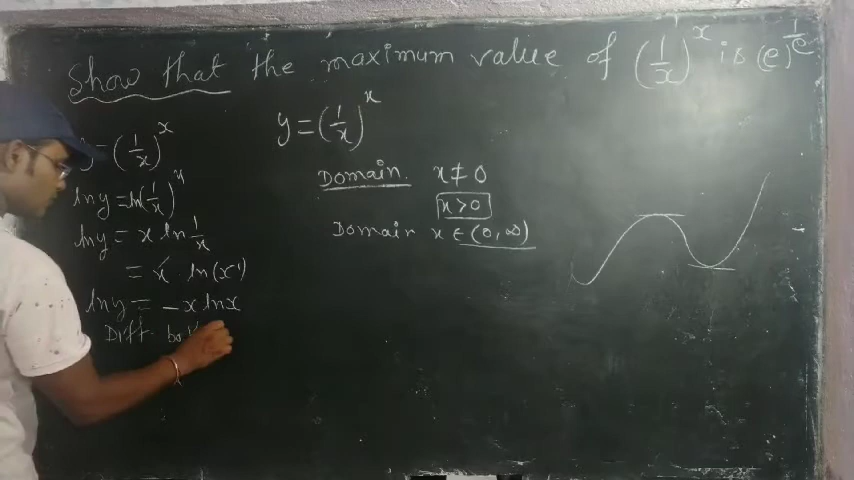 Show that the maximum value of (1/x)^x is (e)^1/e
y = (1/x)^x
ln y = ln(1/x)^x
ln y = x ln 1/x
= x ln(x^-1)
ln y = -x ln x
Diff. bo
y = (1/x)^x
Domain. x ≠ 0
x > 0
Domain x ∈ (0, ∞)